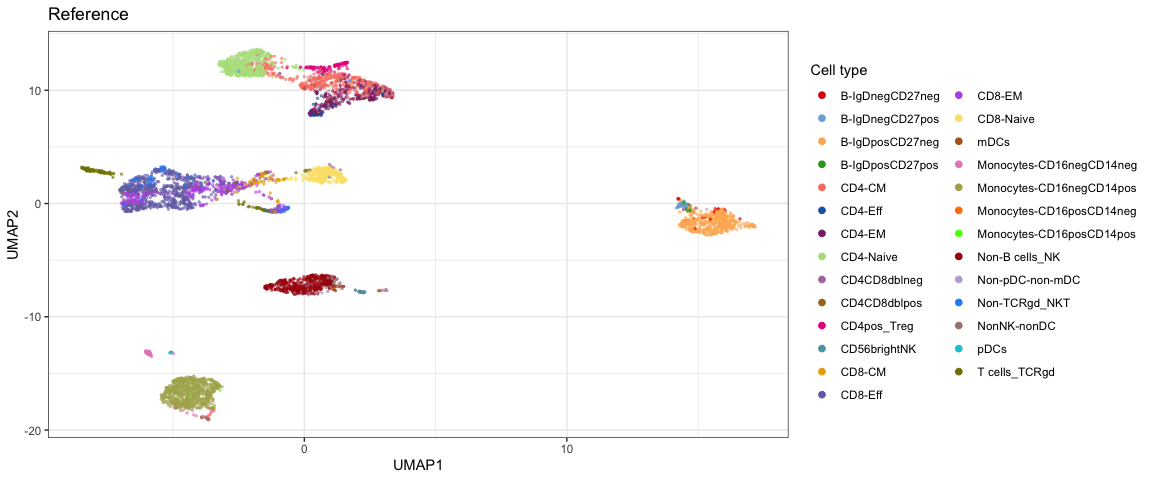 Reference
UMAP2
10
0
-10
-20
0
10
UMAP1
Cell type
B-IgDnegCD27neg
B-IgDnegCD27pos
B-IgDposCD27neg
B-IgDposCD27pos
CD4-CM
CD4-Eff
CD4-EM
CD4-Naive
CD4CD8dblneg
CD4CD8dblpos
CD4pos_Treg
CD56brightNK
CD8-CM
CD8-Eff
CD8-EM
CD8-Naive
mDCs
Monocytes-CD16negCD14neg
Monocytes-CD16negCD14pos
Monocytes-CD16posCD14neg
Monocytes-CD16posCD14pos
Non-B cells_NK
Non-pDC-non-mDC
Non-TCRgd_NKT
NonNK-nonDC
pDCs
T cells_TCRgd